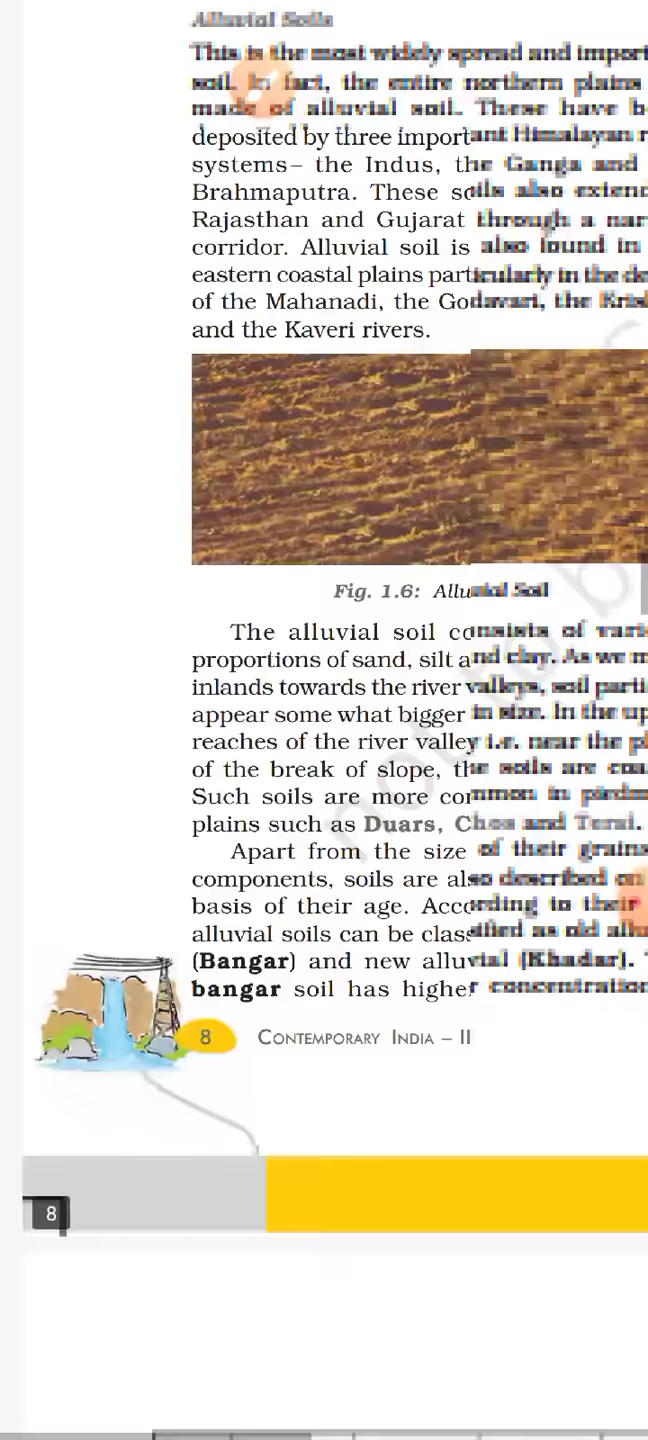 Alluvial Soils
This is the most widely spread and import
soil. In fact, the entire northern plains
made of alluvial soil. These have b
deposited by three important Himalayan r
systems– the Indus, the Ganga and
Brahmaputra. These soils also extend
Rajasthan and Gujarat through a nar
corridor. Alluvial soil is also found in
eastern coastal plains particularly in the de
of the Mahanadi, the Godavari, the Kris
and the Kaveri rivers.
Fig. 1.6: Alluvial Soil
The alluvial soil consists of vari
proportions of sand, silt and clay. As we m
inlands towards the river valleys, soil parti
appear some what bigger in size. In the up
reaches of the river valley i.e. near the pl
of the break of slope, the soils are coa
Such soils are more common in piedm
plains such as Duars, Chos and Terai.
Apart from the size of their grains
components, soils are also described on
basis of their age. According to their
alluvial soils can be classified as old allu
(Bangar) and new alluvial (Khadar).
bangar soil has higher concentration
8 CONTEMPORARY INDIA – II
8
not to b